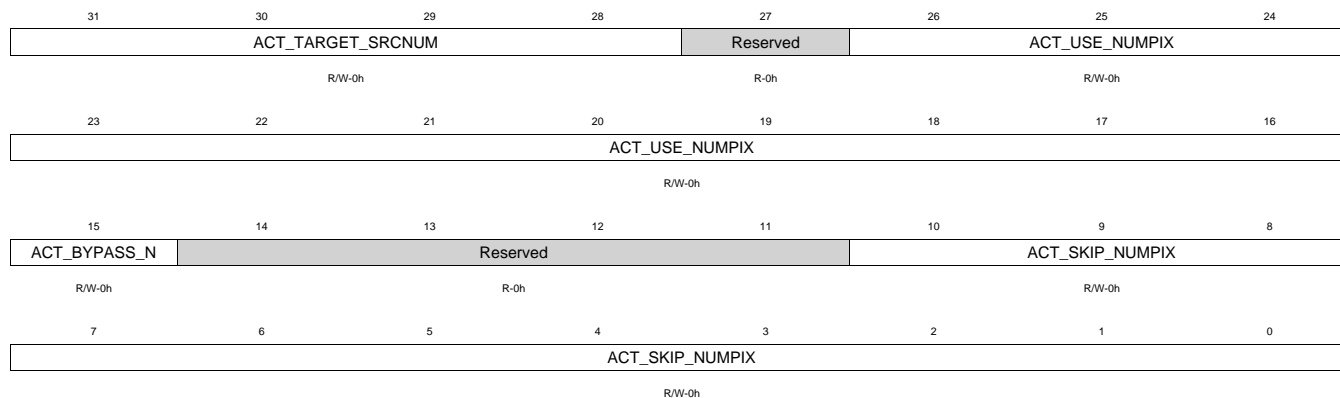 31 30 29 28 27 26 25 24
ACT_TARGET_SRCNUM Reserved ACT_USE_NUMPIX
R/W-0h R-0h R/W-0h
23 22 21 20 19 18 17 16
ACT_USE_NUMPIX
R/W-0h
15 14 13 12 11 10 9 8
ACT_BYPASS_N Reserved ACT_SKIP_NUMPIX
R/W-0h R-0h R/W-0h
7 6 5 4 3 2 1 0
ACT_SKIP_NUMPIX
R/W-0h